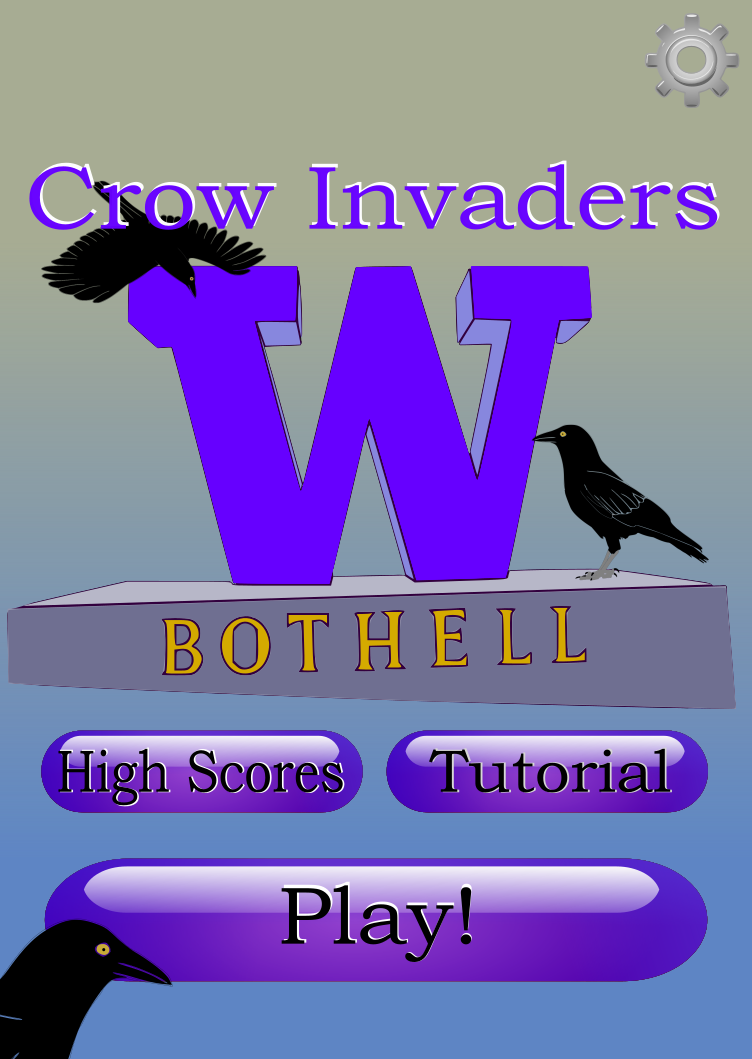 Crow Invaders
W
BOTHELL
High Scores
Tutorial
Play!